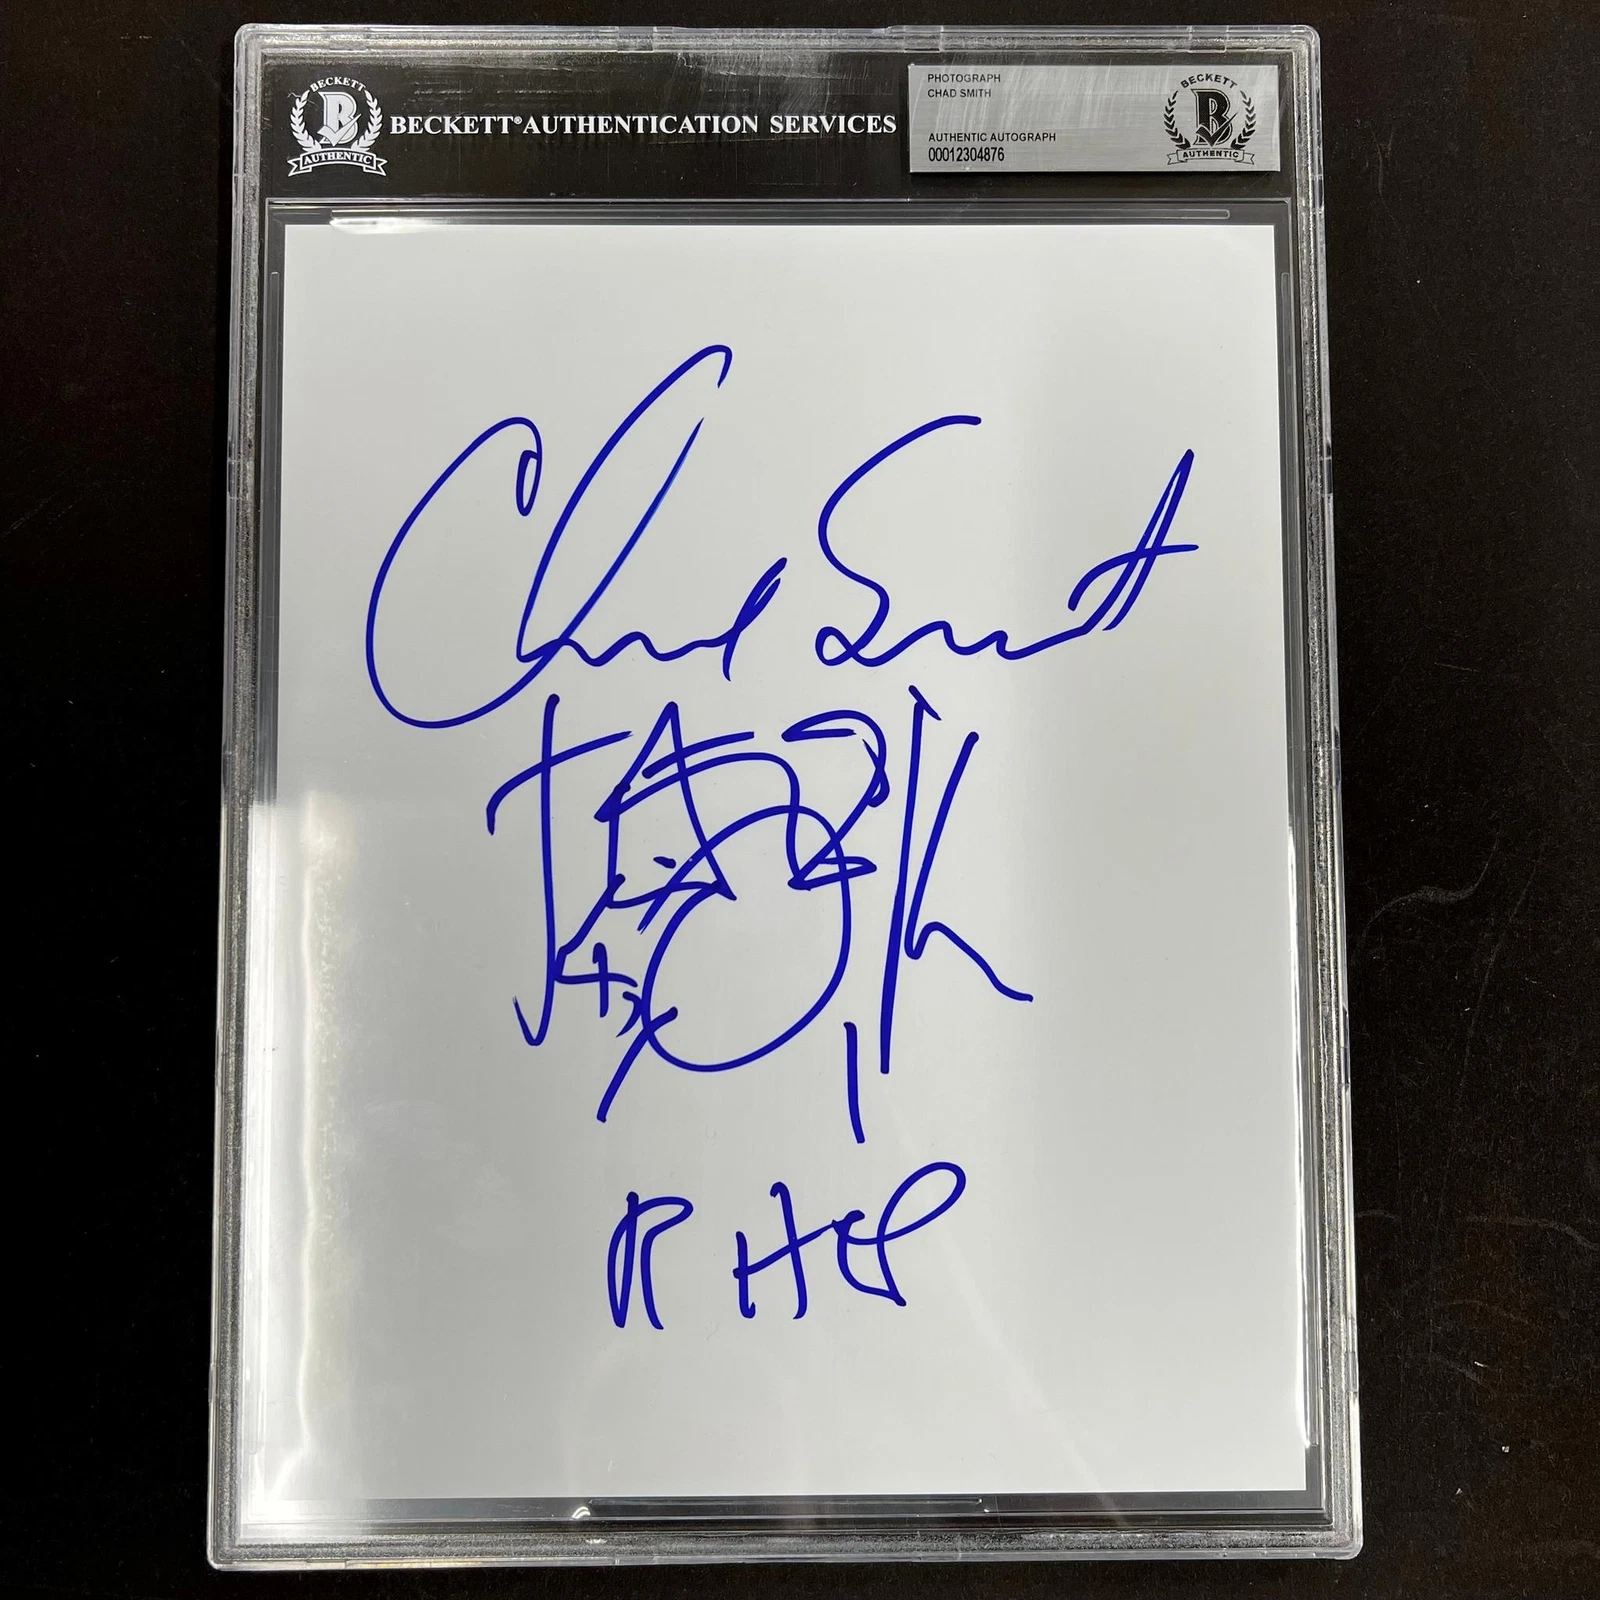 BECKETT
B
AUTHENTIC
BECKETT® AUTHENTICATION SERVICES
PHOTOGRAPH
CHAD SMITH
AUTHENTIC AUTOGRAPH
00012304876
BECKETT
B
AUTHENTIC
Chad Smith
RHCP